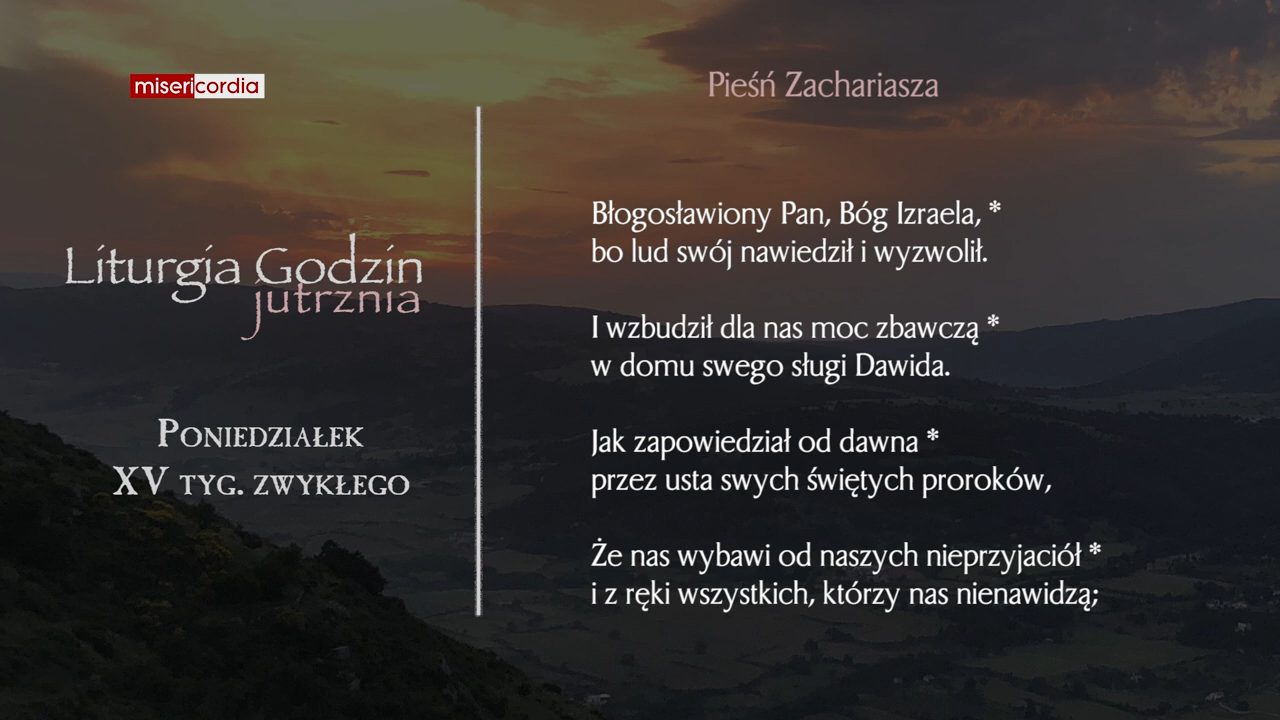 misericordia
Liturgia Godzin
jutrznia
Poniedziałek
XV tyg. zwykłego
Pieśń Zachariasza
Błogosławiony Pan, Bóg Izraela, *
bo lud swój nawiedził i wyzwolił.
I wzbudził dla nas moc zbawczą *
w domu swego sługi Dawida.
Jak zapowiedział od dawna *
przez usta swych świętych proroków,
Że nas wybawi od naszych nieprzyjaciół *
i z ręki wszystkich, którzy nas nienawidzą;